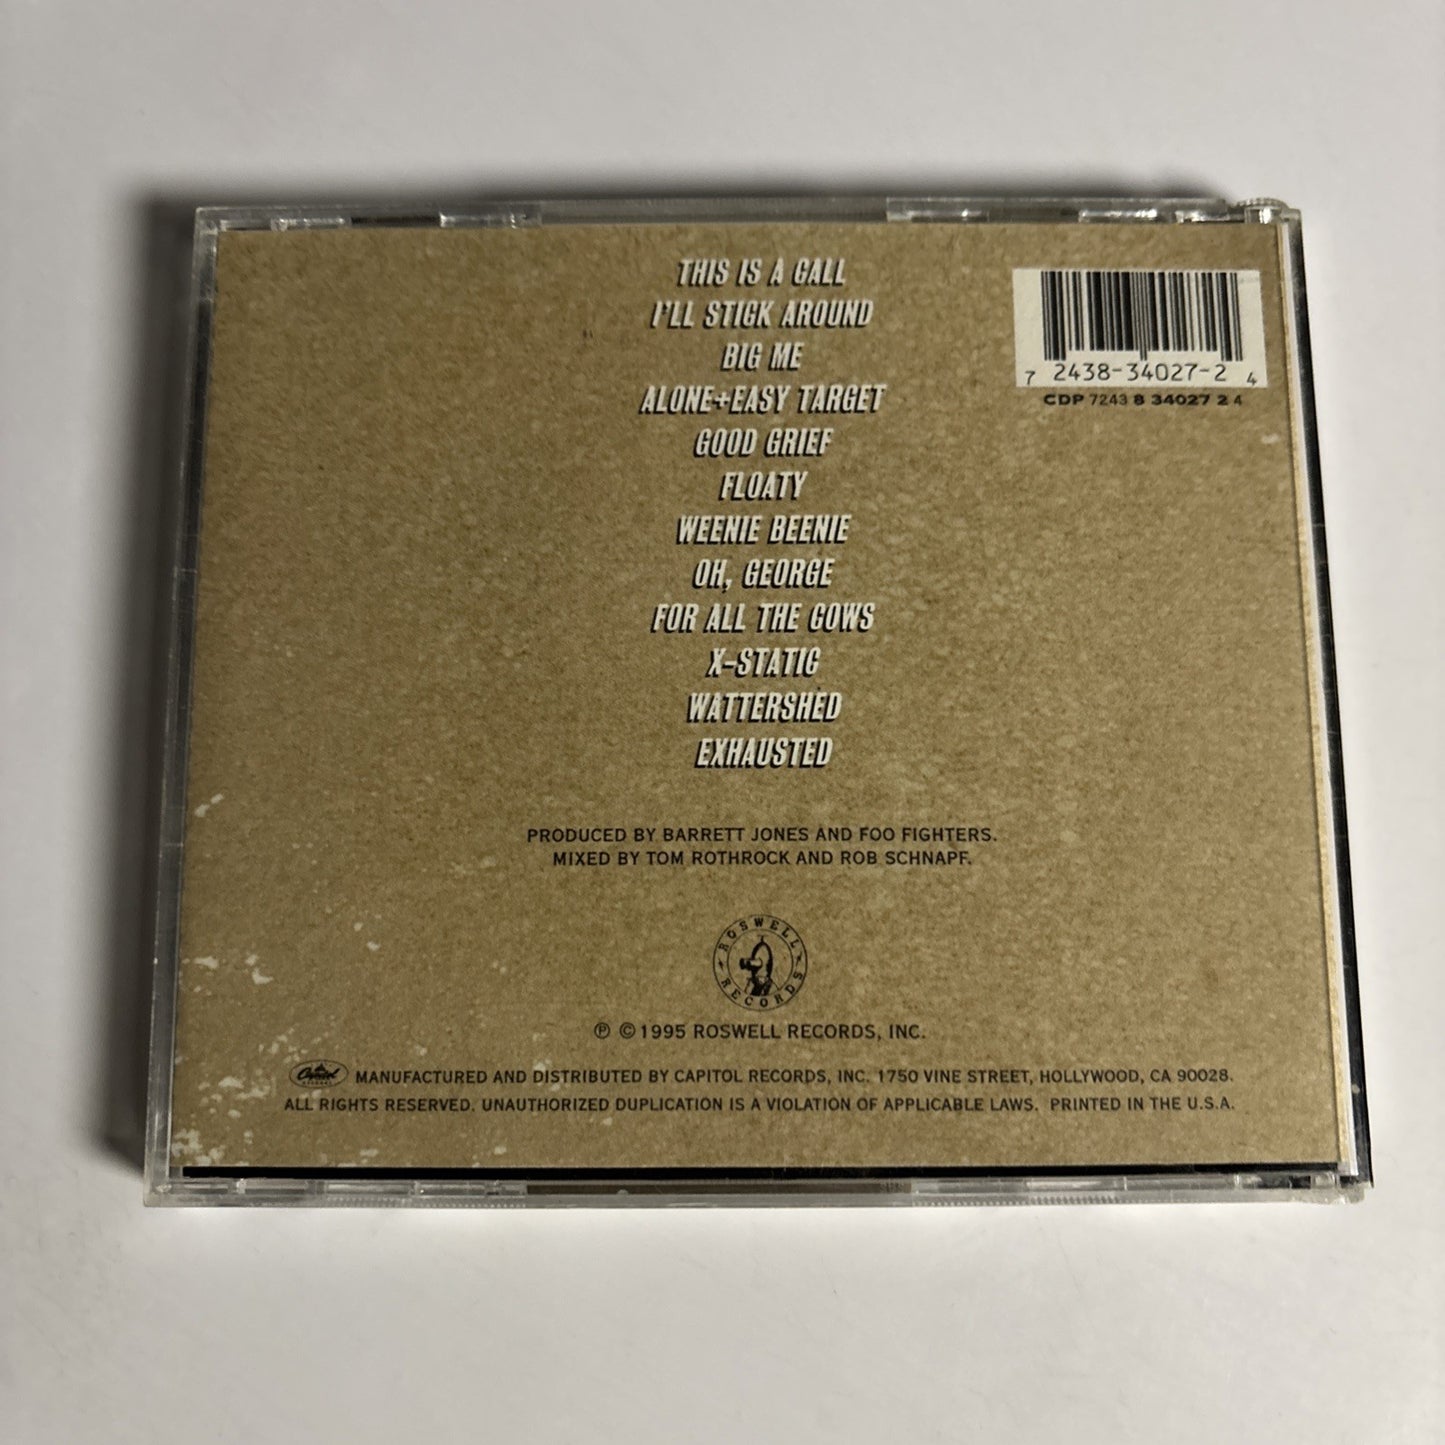 THIS IS A CALL
I'LL STICK AROUND
BIG ME
ALONE+EASY TARGET
GOOD GRIEF
FLOATY
WEENIE BEENIE
OH, GEORGE
FOR ALL THE COWS
X-STATIC
WATTERSHED
EXHAUSTED
7 2438-34027-2 4
CDP 7243 8 34027 2 4
PRODUCED BY BARRETT JONES AND FOO FIGHTERS.
MIXED BY TOM ROTHROCK AND ROB SCHNAPF.
ROSWELL RECORDS
℗ © 1995 ROSWELL RECORDS, INC.
Capitol RECORDS MANUFACTURED AND DISTRIBUTED BY CAPITOL RECORDS, INC. 1750 VINE STREET, HOLLYWOOD, CA 90028.
ALL RIGHTS RESERVED. UNAUTHORIZED DUPLICATION IS A VIOLATION OF APPLICABLE LAWS. PRINTED IN THE U.S.A.